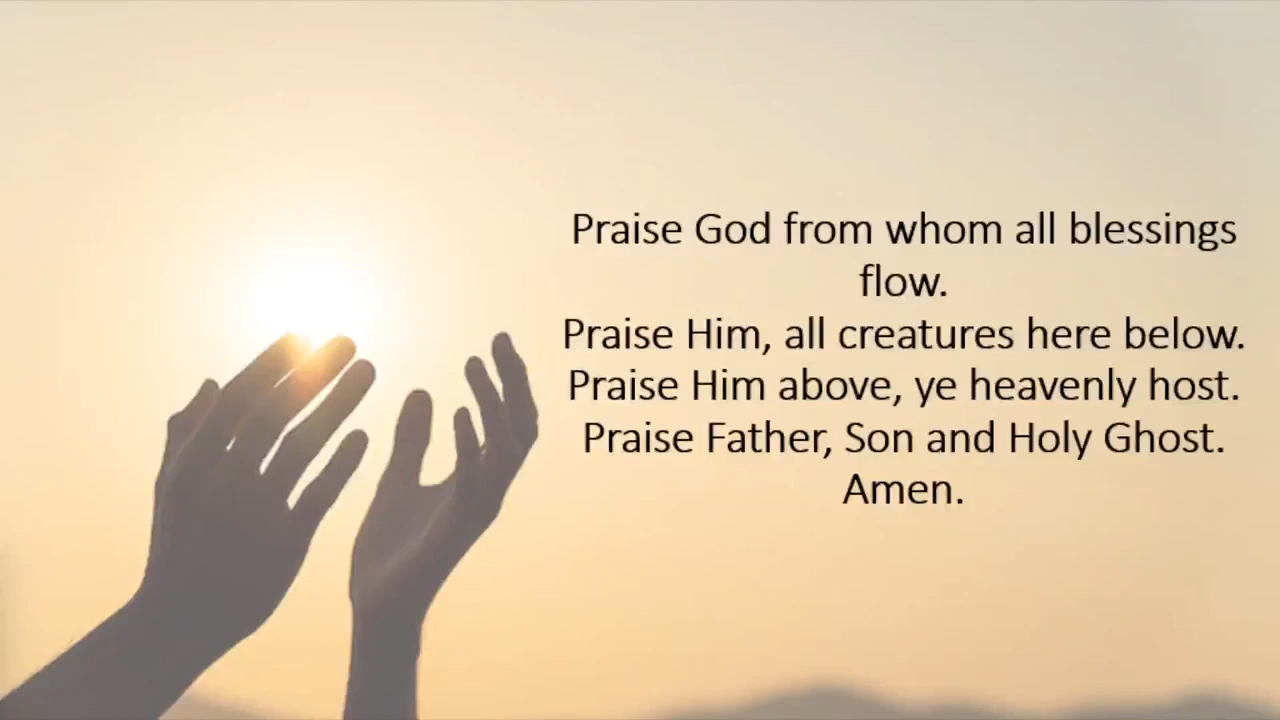 Praise God from whom all blessings
flow.
Praise Him, all creatures here below.
Praise Him above, ye heavenly host.
Praise Father, Son and Holy Ghost.
Amen.